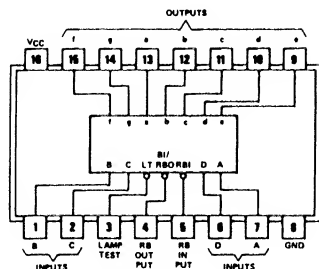 OUTPUTS
VCC f g a b c d e
16 15 14 13 12 11 10 9
f g a b c d e
BI/
B C LT RBO RBI D A
1 2 3 4 5 6 7 8
B C LAMP TEST RB OUT PUT RB IN PUT D A GND
INPUTS INPUTS